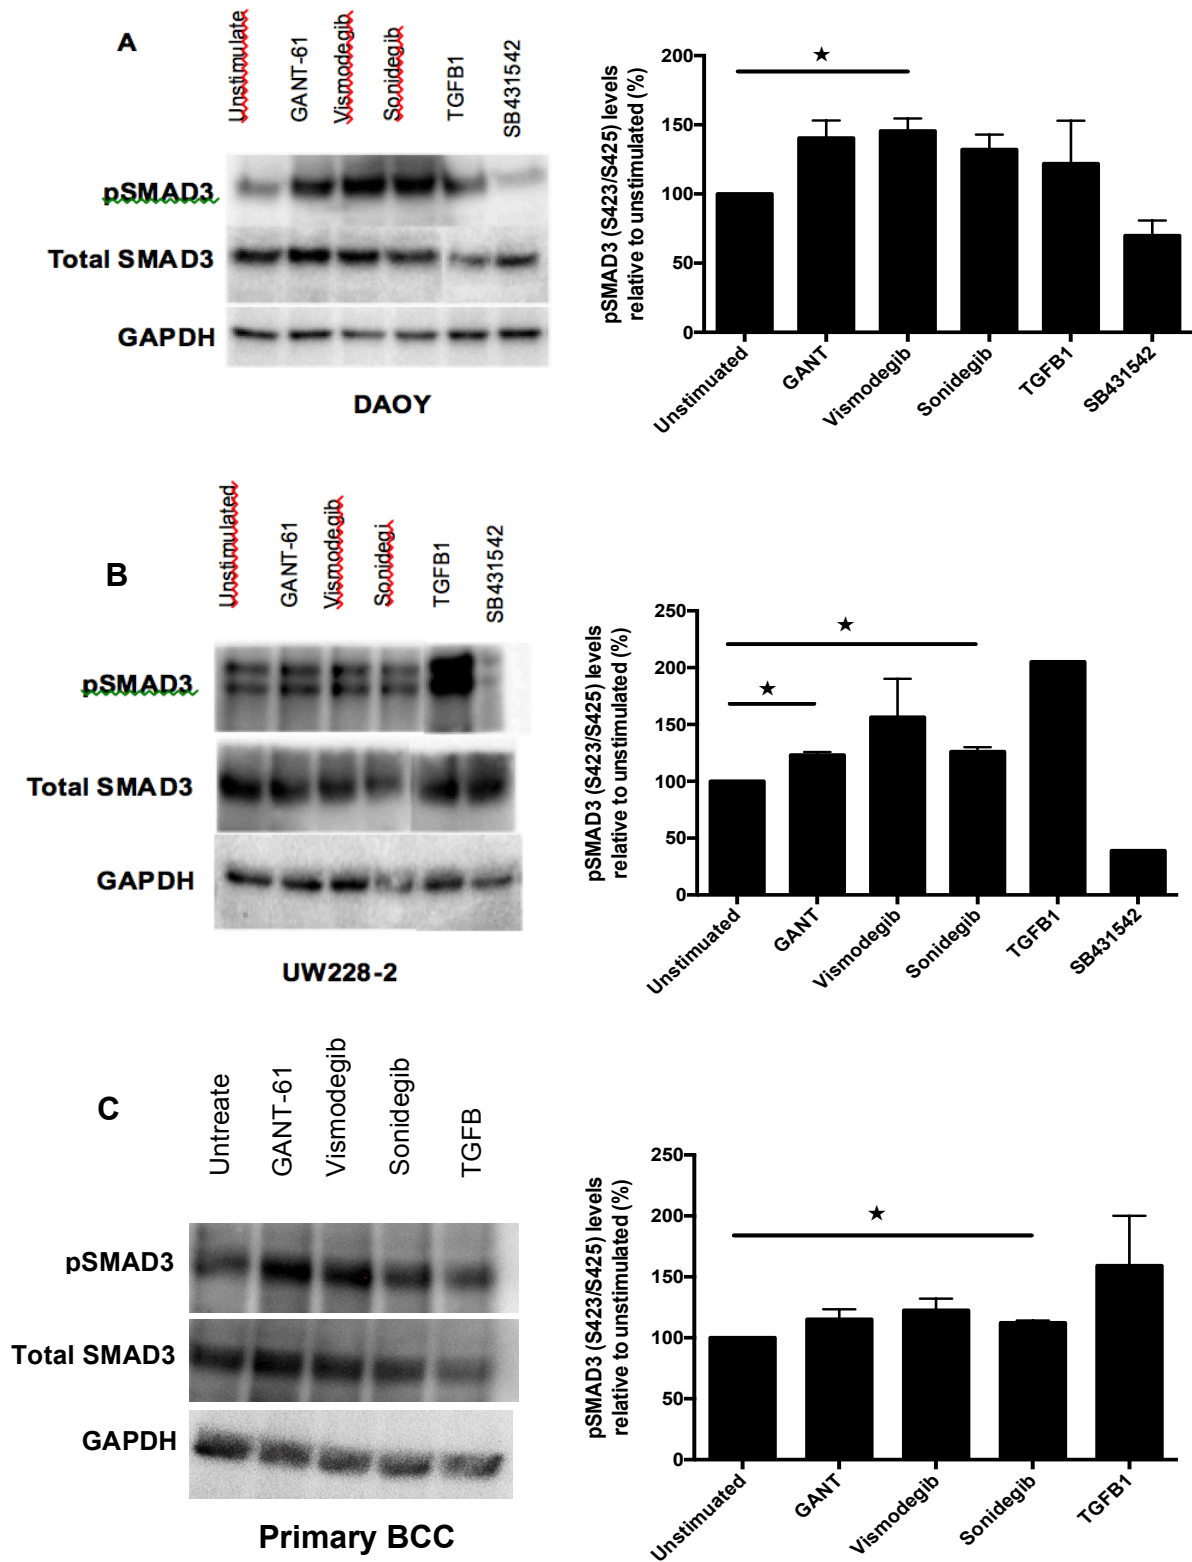 A
Unstimulate
GANT-61
Vismodegib
Sonidegib
TGFB1
SB431542
pSMAD3
Total SMAD3
GAPDH
DAOY
pSMAD3 (S423/S425) levels
relative to unstimulated (%)
200
150
100
50
0
Unstimuated
GANT
Vismodegib
Sonidegib
TGFB1
SB431542
B
Unstimulated
GANT-61
Vismodegib
Sonidegi
TGFB1
SB431542
pSMAD3
Total SMAD3
GAPDH
UW228-2
pSMAD3 (S423/S425) levels
relative to unstimulated (%)
250
200
150
100
50
0
Unstimuated
GANT
Vismodegib
Sonidegib
TGFB1
SB431542
C
Untreate
GANT-61
Vismodegib
Sonidegib
TGFB
pSMAD3
Total SMAD3
GAPDH
Primary BCC
pSMAD3 (S423/S425) levels
relative to unstimulated (%)
250
200
150
100
50
0
Unstimuated
GANT
Vismodegib
Sonidegib
TGFB1